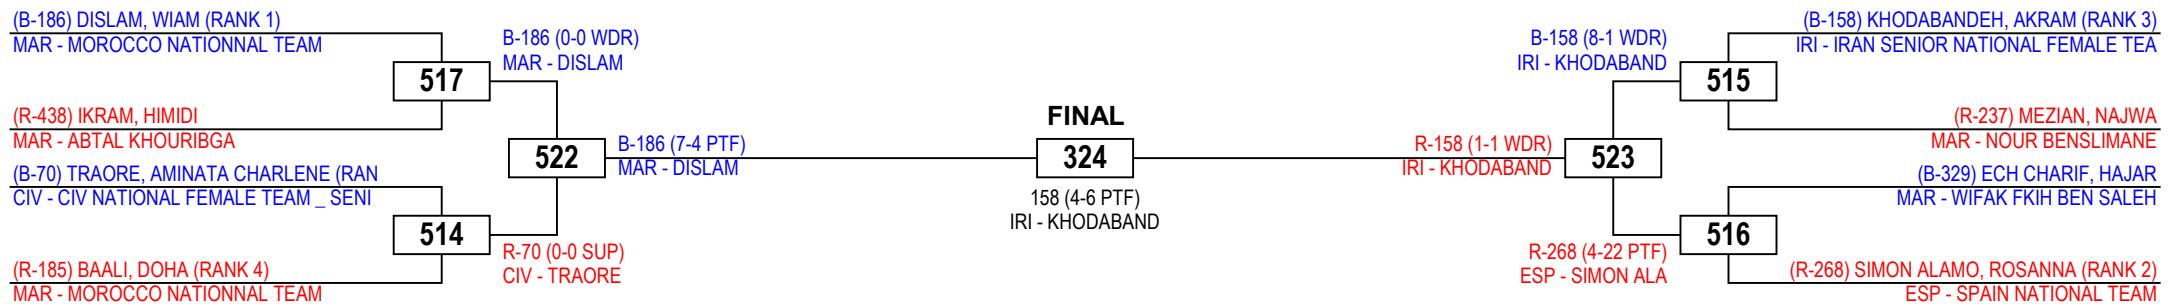 (B-186) DISLAM, WIAM (RANK 1)
MAR - MOROCCO NATIONNAL TEAM
517
(R-438) IKRAM, HIMIDI
MAR - ABTAL KHOURIBGA
B-186 (0-0 WDR)
MAR - DISLAM
(B-70) TRAORE, AMINATA CHARLENE (RAN
CIV - CIV NATIONAL FEMALE TEAM _ SENI
514
(R-185) BAALI, DOHA (RANK 4)
MAR - MOROCCO NATIONNAL TEAM
R-70 (0-0 SUP)
CIV - TRAORE
522
B-186 (7-4 PTF)
MAR - DISLAM
FINAL
324
158 (4-6 PTF)
IRI - KHODABAND
R-158 (1-1 WDR)
IRI - KHODABAND
523
B-158 (8-1 WDR)
IRI - KHODABAND
(B-158) KHODABANDEH, AKRAM (RANK 3)
IRI - IRAN SENIOR NATIONAL FEMALE TEA
515
(R-237) MEZIAN, NAJWA
MAR - NOUR BENSLIMANE
(B-329) ECH CHARIF, HAJAR
MAR - WIFAK FKIH BEN SALEH
516
R-268 (4-22 PTF)
ESP - SIMON ALA
(R-268) SIMON ALAMO, ROSANNA (RANK 2)
ESP - SPAIN NATIONAL TEAM